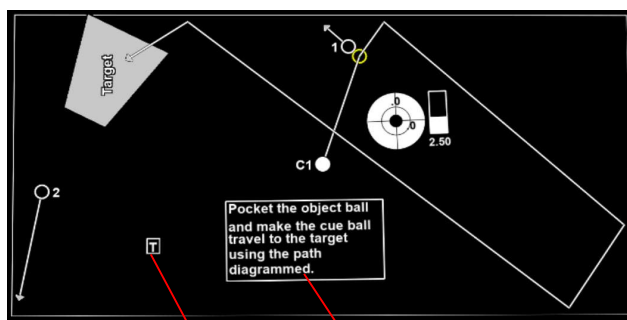 Target
1
.0
.0
2.50
C1
2
T
Pocket the object ball
and make the cue ball
travel to the target
using the path
diagrammed.